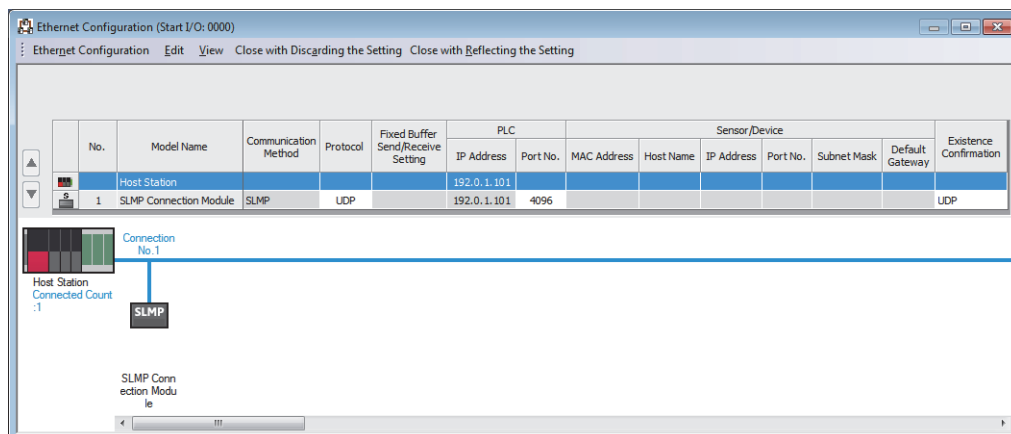 Ethernet Configuration (Start I/O: 0000)
Ethernet Configuration Edit View Close with Discarding the Setting Close with Reflecting the Setting
No. Model Name Communication Method Protocol Fixed Buffer Send/Receive Setting PLC Sensor/Device Existence Confirmation
IP Address Port No. MAC Address Host Name IP Address Port No. Subnet Mask Default Gateway
Host Station 192.0.1.101
1 SLMP Connection Module SLMP UDP 192.0.1.101 4096 UDP
Connection
No.1
Host Station
Connected Count
:1
SLMP
SLMP Conn
ection Modu
le